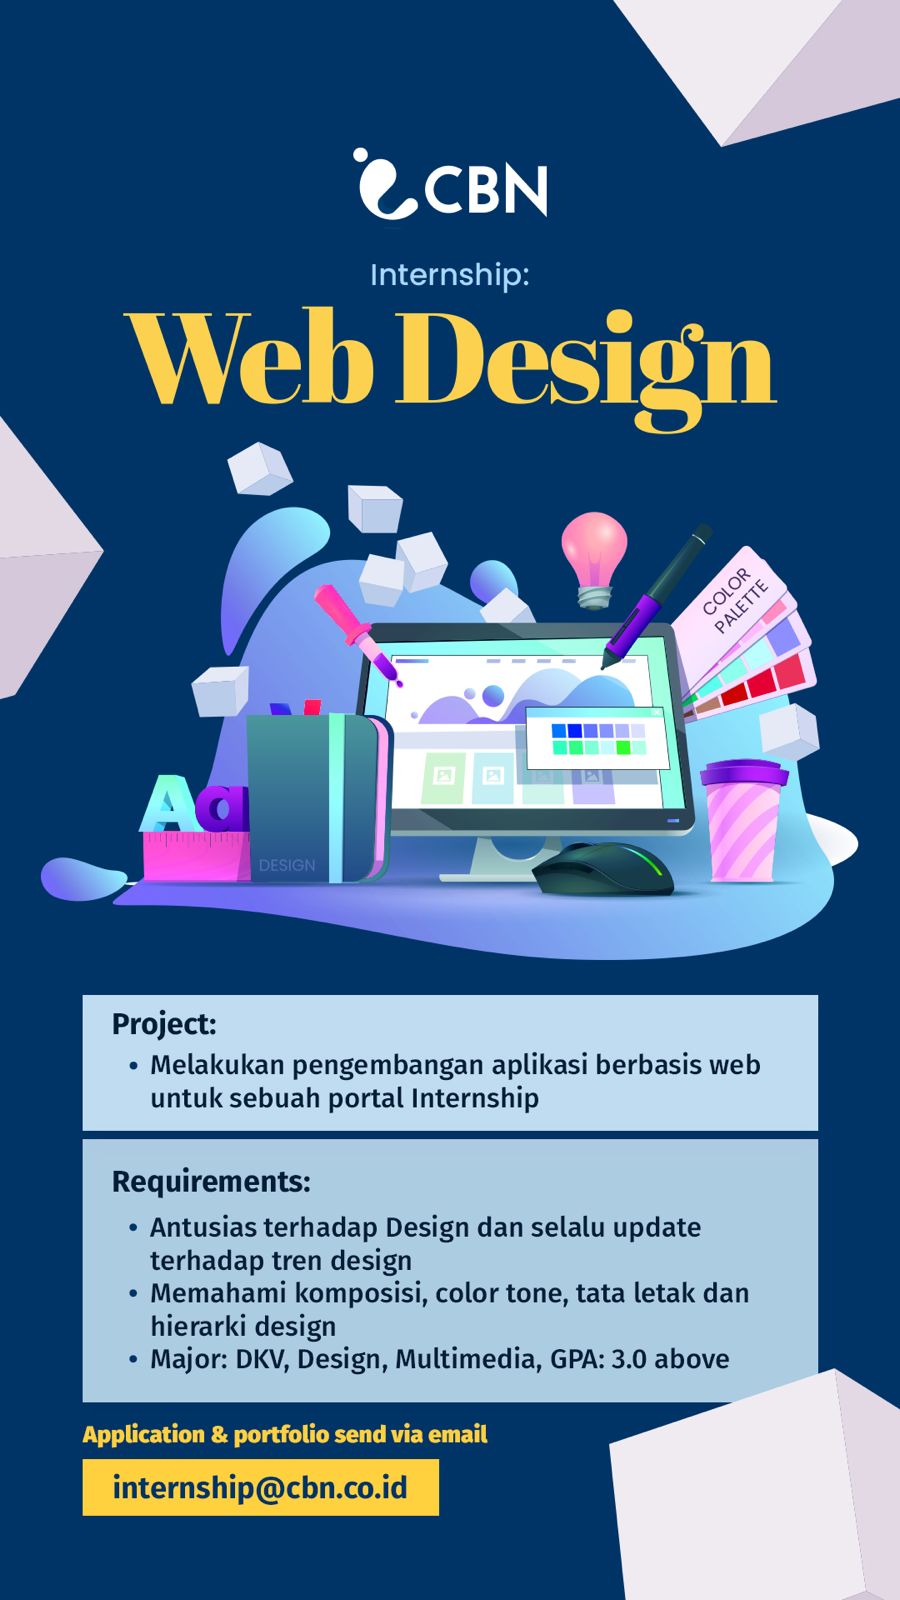 CBN
Internship:
Web Design
COLOR
PALETTE
Aa
DESIGN
Project:
• Melakukan pengembangan aplikasi berbasis web
untuk sebuah portal Internship
Requirements:
• Antusias terhadap Design dan selalu update
terhadap tren design
• Memahami komposisi, color tone, tata letak dan
hierarki design
• Major: DKV, Design, Multimedia, GPA: 3.0 above
Application & portfolio send via email
internship@cbn.co.id